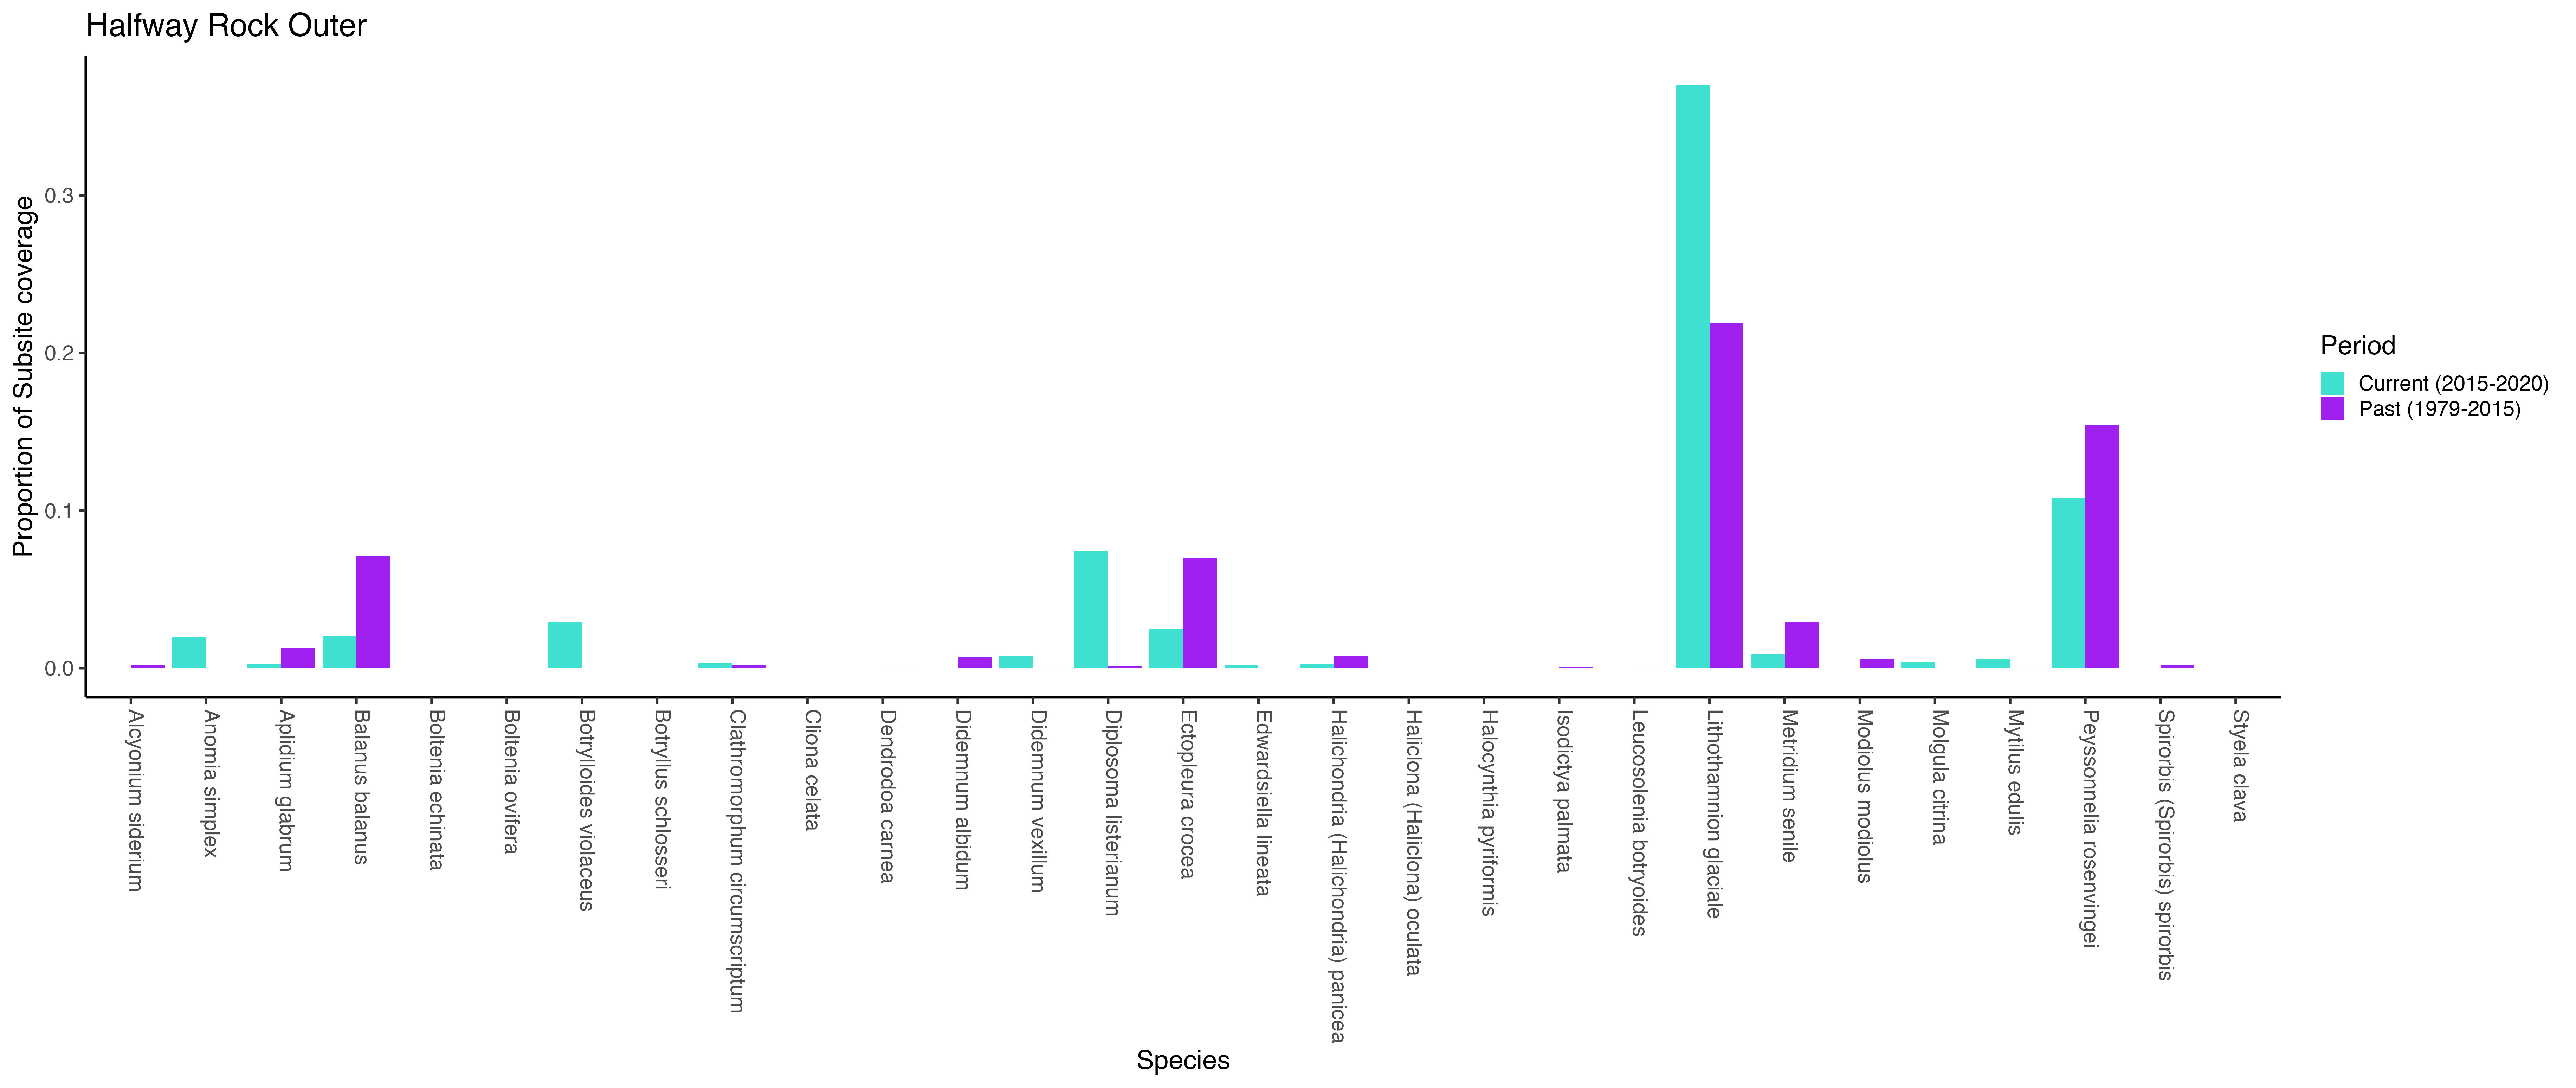 Halfway Rock Outer
Proportion of Subsite coverage
0.3
0.2
0.1
0.0
Alcyonium siderium
Anomia simplex
Aplidium glabrum
Balanus balanus
Boltenia echinata
Boltenia ovifera
Botrylloides violaceus
Botryllus schlosseri
Clathromorphum circumscriptum
Cliona celata
Dendrodoa carnea
Didemnum albidum
Didemnum vexillum
Diplosoma listerianum
Ectopleura crocea
Edwardsiella lineata
Halichondria (Halichondria) panicea
Haliclona (Haliclona) oculata
Halocynthia pyriformis
Isodictya palmata
Leucosolenia botryoides
Lithothamnion glaciale
Metridium senile
Modiolus modiolus
Molgula citrina
Mytilus edulis
Peyssonnelia rosenvingei
Spirorbis (Spirorbis) spirorbis
Styela clava
Species
Period
Current (2015-2020)
Past (1979-2015)